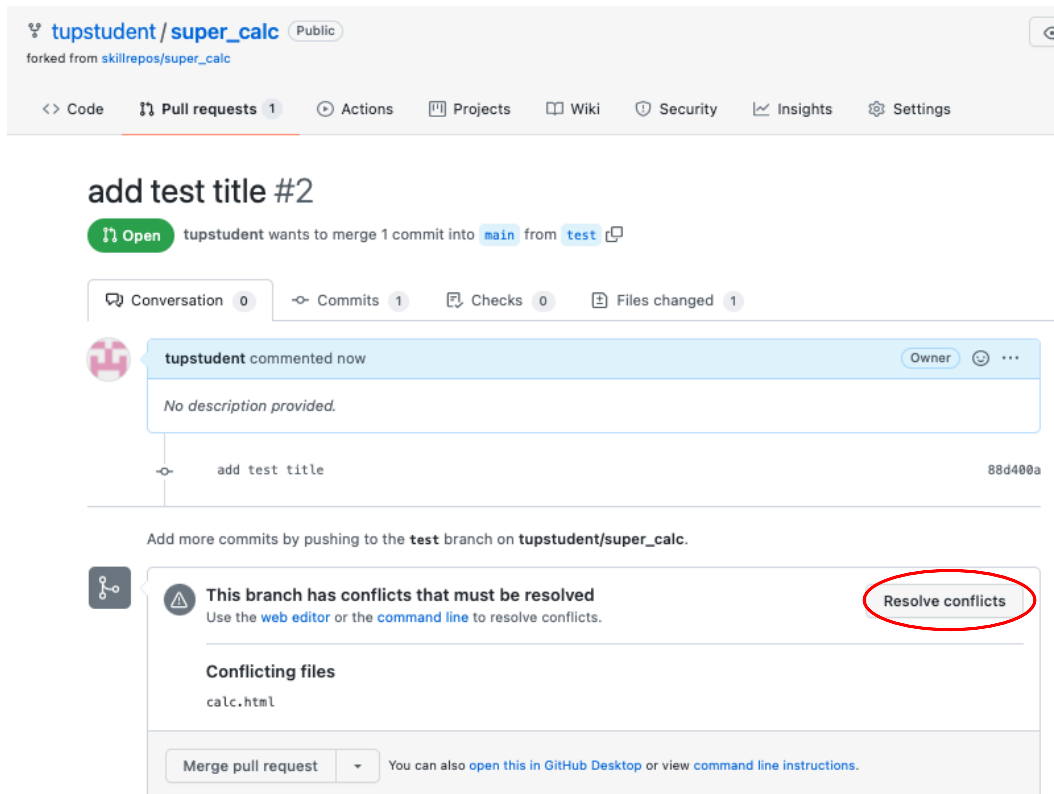 tupstudent / super_calc Public
forked from skillrepos/super_calc
<> Code Pull requests 1 Actions Projects Wiki Security Insights Settings
add test title #2
Open tupstudent wants to merge 1 commit into main from test
Conversation 0 Commits 1 Checks 0 Files changed 1
tupstudent commented now Owner ...
No description provided.
add test title 88d400a
Add more commits by pushing to the test branch on tupstudent/super_calc.
This branch has conflicts that must be resolved
Use the web editor or the command line to resolve conflicts.
Resolve conflicts
Conflicting files
calc.html
Merge pull request You can also open this in GitHub Desktop or view command line instructions.